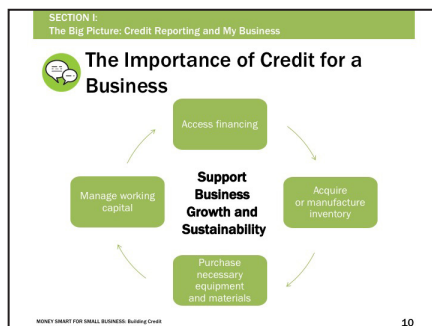 SECTION I:
The Big Picture: Credit Reporting and My Business
The Importance of Credit for a
Business
Access financing
Acquire
or manufacture
inventory
Purchase
necessary
equipment
and materials
Manage working
capital
Support
Business
Growth and
Sustainability
MONEY SMART FOR SMALL BUSINESS: Building Credit
10